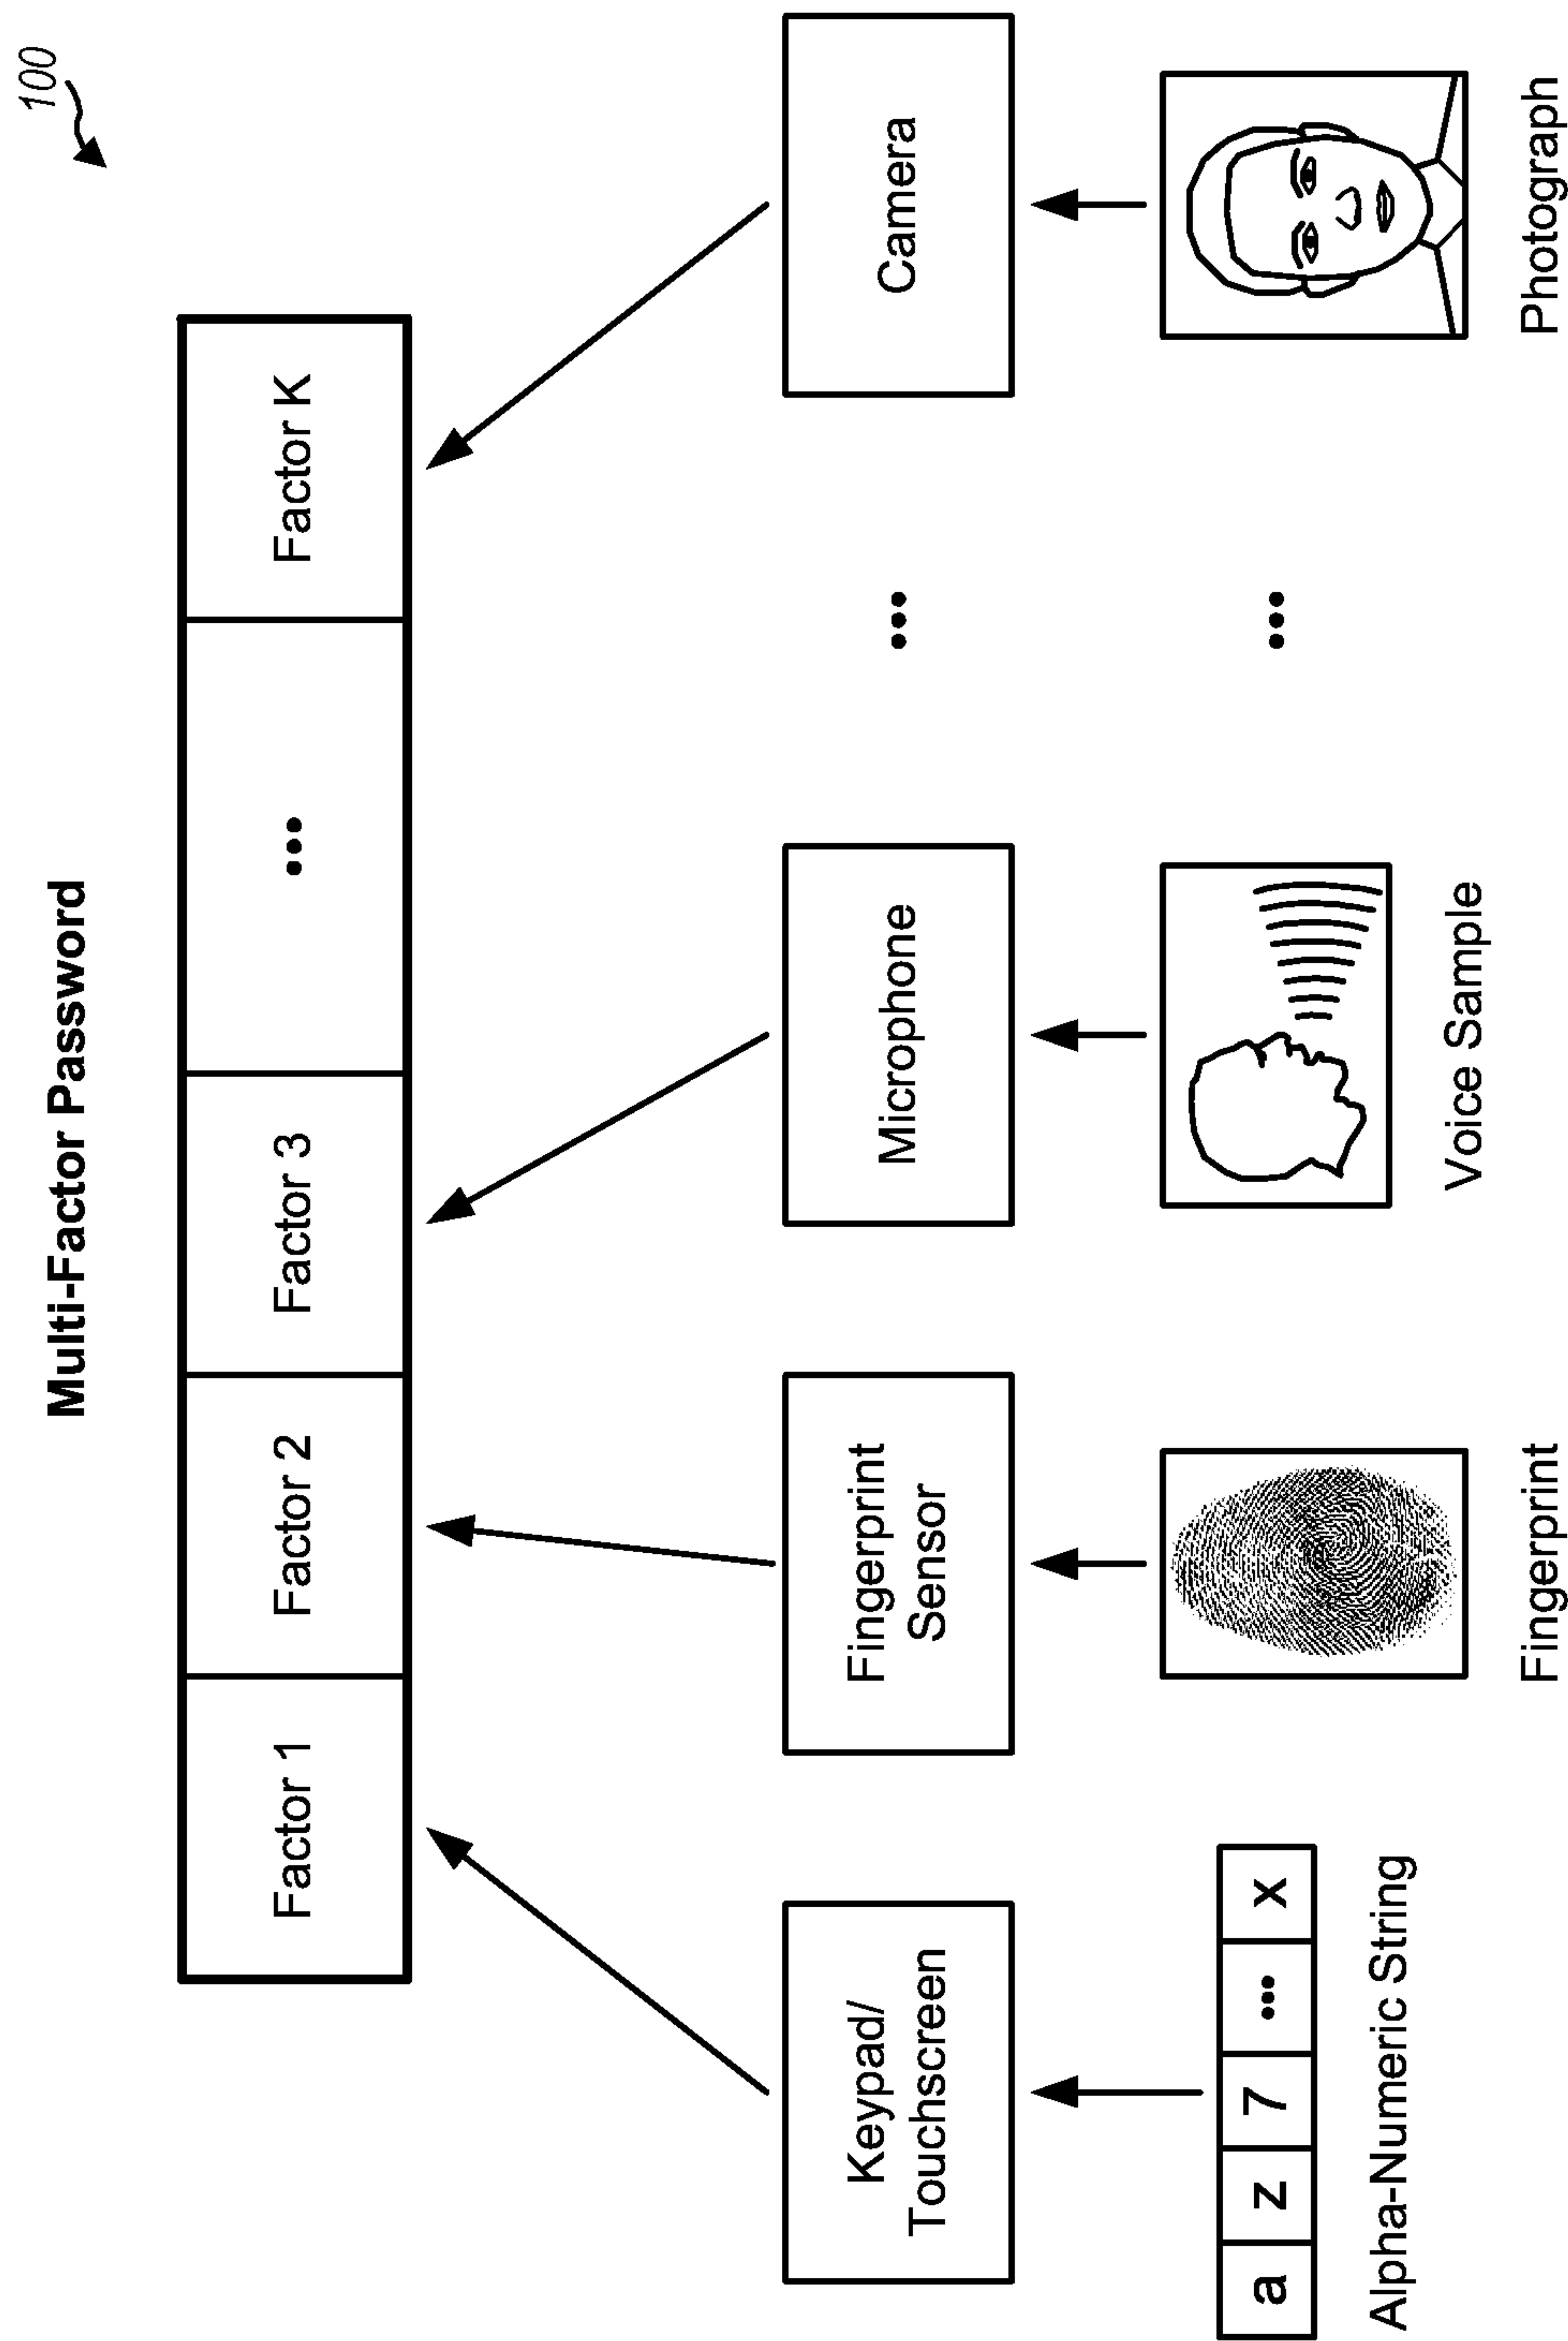 100
Multi-Factor Password
Factor 1
Factor 2
Factor 3
•••
Factor K
Keypad/
Touchscreen
Fingerprint
Sensor
Microphone
•••
Camera
a z 7 ••• x
•••
Alpha-Numeric String
Fingerprint
Voice Sample
Photograph